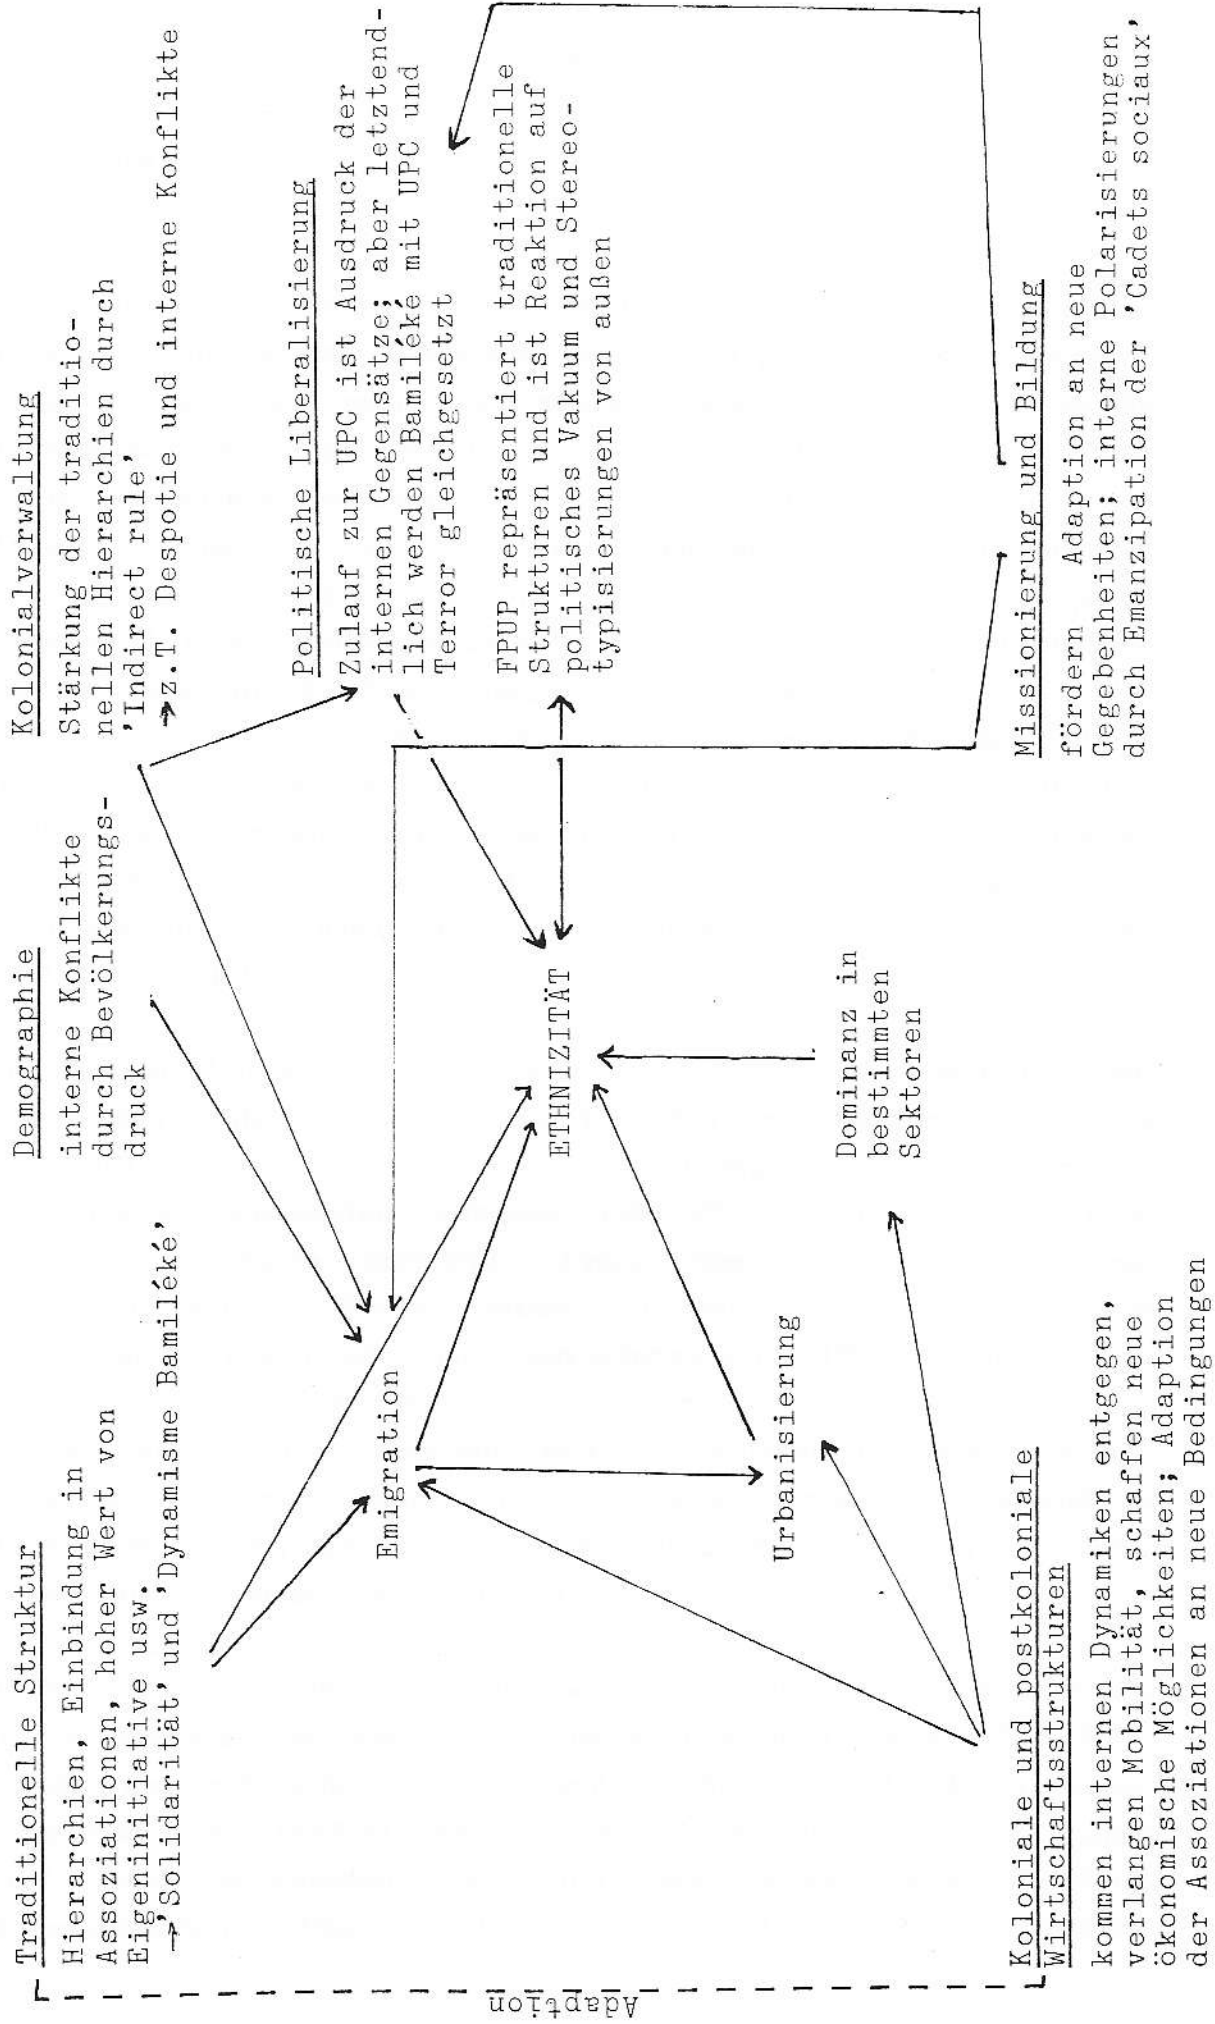 Traditionelle Struktur
Hierarchien, Einbindung in
Assoziationen, hoher Wert von
Eigeninitiative usw.
→'Solidarität' und 'Dynamisme Bamiléké'
Demographie
interne Konflikte
durch Bevölkerungs-
druck
Kolonialverwaltung
Stärkung der traditio-
nellen Hierarchien durch
'Indirect rule'
→z.T. Despotie und interne Konflikte
Politische Liberalisierung
Zulauf zur UPC ist Ausdruck der
internen Gegensätze; aber letztend-
lich werden Bamiléké mit UPC und
Terror gleichgesetzt
FPUP repräsentiert traditionelle
Strukturen und ist Reaktion auf
politisches Vakuum und Stereo-
typisierungen von außen
Emigration
ETHNIZITÄT
Adaption
Urbanisierung
Dominanz in
bestimmten
Sektoren
Koloniale und postkoloniale
Wirtschaftsstrukturen
kommen internen Dynamiken entgegen,
verlangen Mobilität, schaffen neue
ökonomische Möglichkeiten; Adaption
der Assoziationen an neue Bedingungen
Missionierung und Bildung
fördern Adaption an neue
Gegebenheiten; interne Polarisierungen
durch Emanzipation der 'Cadets sociaux'